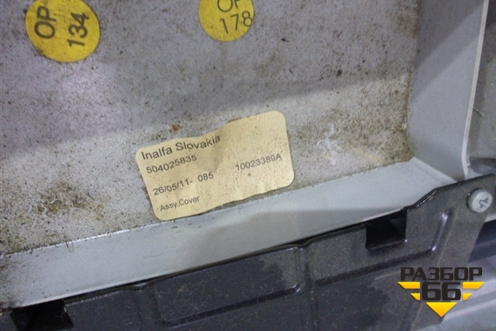 OP
134
OP
178
Inalfa Slovakia
504025835
26/05/11- 085 10023389A
Assy.Cover
РАЗБОР
66